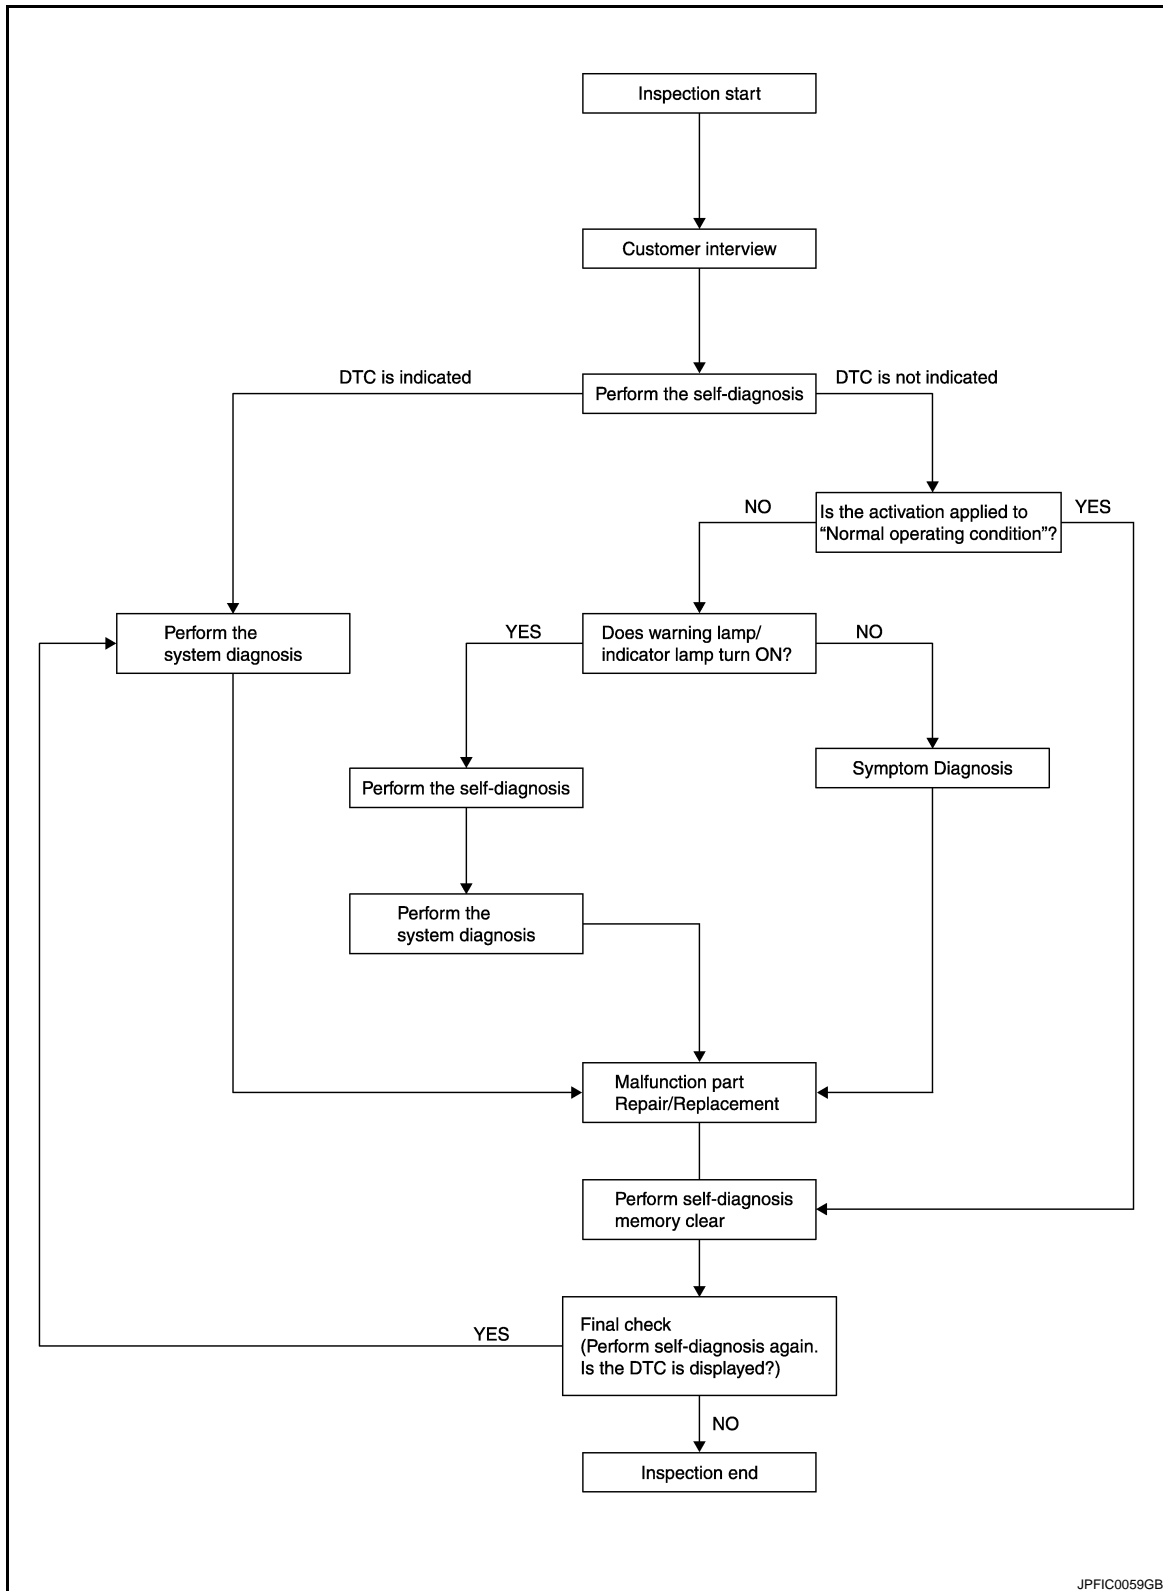 Inspection start
Customer interview
DTC is indicated
DTC is not indicated
Perform the self-diagnosis
NO
Is the activation applied to
“Normal operating condition”?
YES
Perform the
system diagnosis
YES
Does warning lamp/
indicator lamp turn ON?
NO
Symptom Diagnosis
Perform the self-diagnosis
Perform the
system diagnosis
Malfunction part
Repair/Replacement
Perform self-diagnosis
memory clear
YES
Final check
(Perform self-diagnosis again.
Is the DTC is displayed?)
NO
Inspection end
JPFIC0059GB